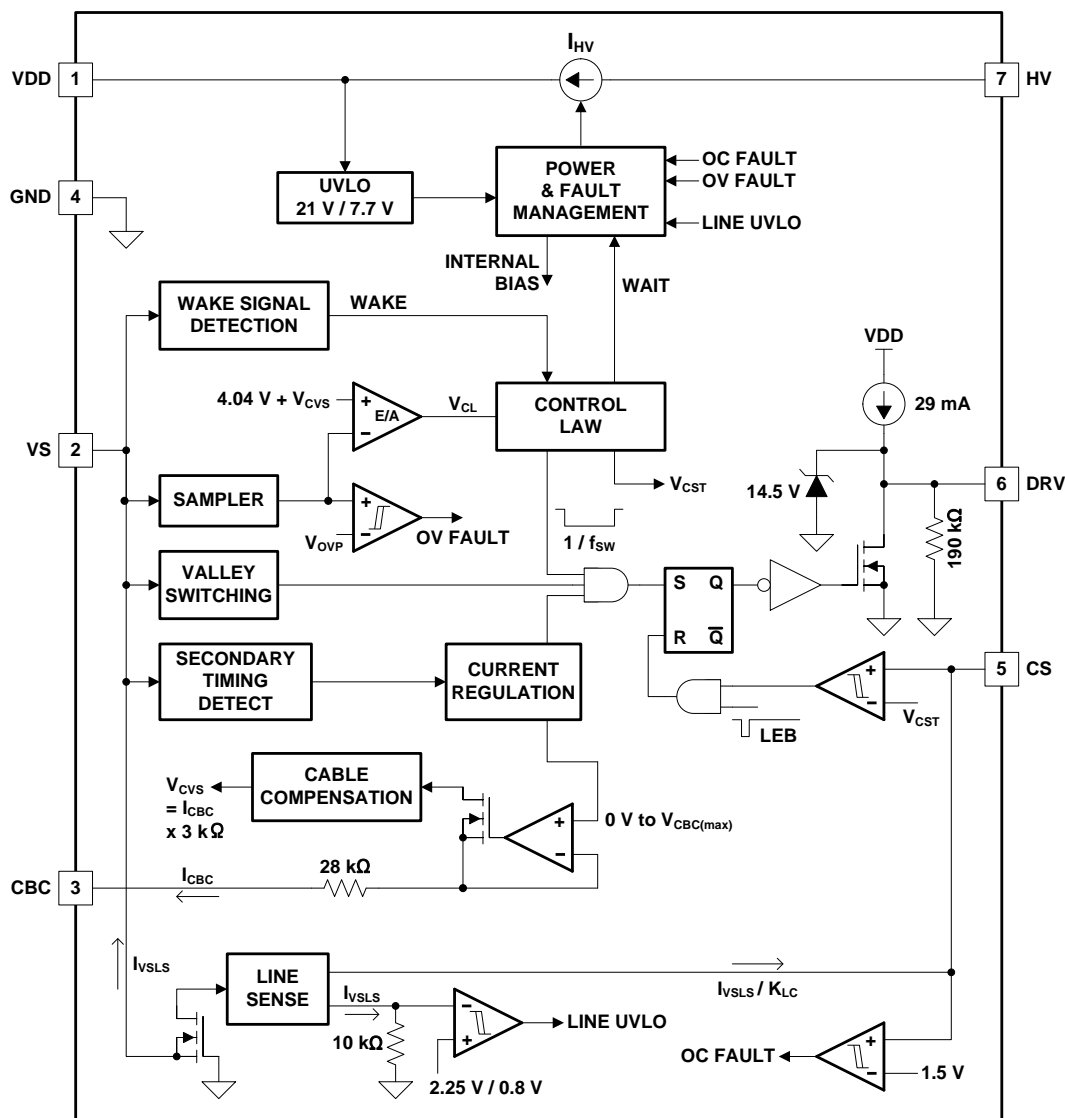 I_HV
VDD
1
7
HV
OC FAULT
OV FAULT
LINE UVLO
POWER
& FAULT
MANAGEMENT
UVLO
21 V / 7.7 V
GND
4
INTERNAL
BIAS
WAIT
WAKE SIGNAL
DETECTION
WAKE
VDD
29 mA
4.04 V + V_CVS
+
E/A
−
V_CL
CONTROL
LAW
VS
2
V_CST
14.5 V
6
DRV
SAMPLER
+
−
V_OVP
OV FAULT
1 / f_SW
190 kΩ
VALLEY
SWITCHING
S
Q
R
Q̅
SECONDARY
TIMING
DETECT
CURRENT
REGULATION
+
−
5
CS
V_CST
LEB
V_CVS
= I_CBC
x 3 kΩ
CABLE
COMPENSATION
+
−
0 V to V_CBC(max)
28 kΩ
I_CBC
CBC
3
I_VSLS
LINE
SENSE
I_VSLS / K_LC
I_VSLS
−
+
10 kΩ
LINE UVLO
2.25 V / 0.8 V
OC FAULT
+
−
1.5 V